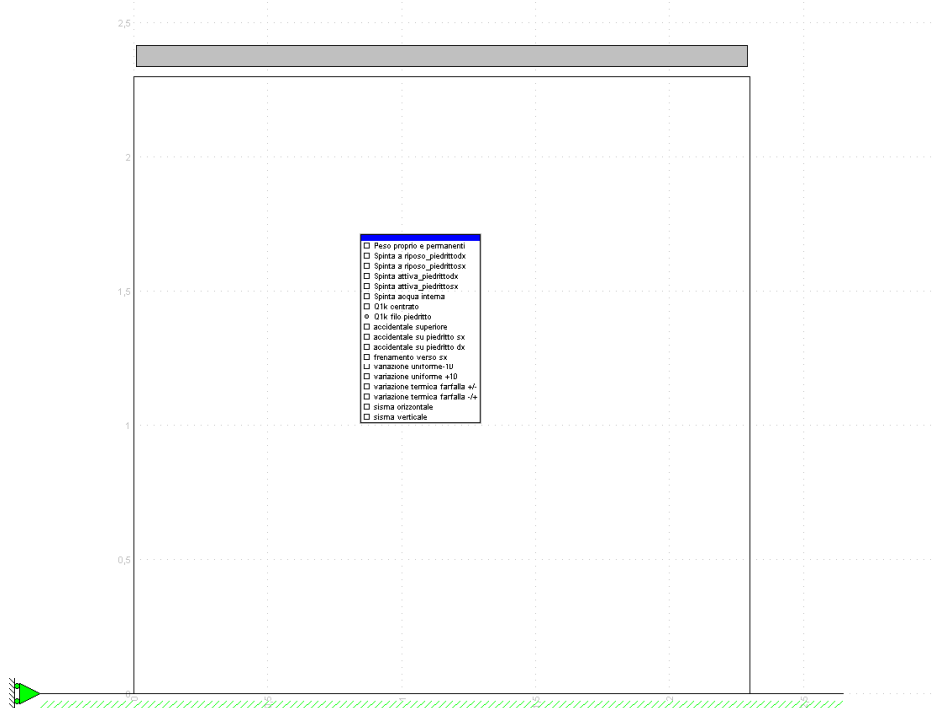 2,5
2
Peso proprio e permanenti
Spinta a riposo_piedrittodx
Spinta a riposo_piedrittosx
Spinta attiva_piedrittodx
Spinta attiva_piedrittosx
1,5
Spinta acqua interna
Q1k centrato
Q1k filo piedritto
accidentale superiore
accidentale su piedritto sx
accidentale su piedritto dx
frenamento verso sx
variazione uniforme-10
variazione uniforme +10
variazione termica farfalla +/-
variazione termica farfalla -/+
sisma orizzontale
sisma verticale
1
0,5
0